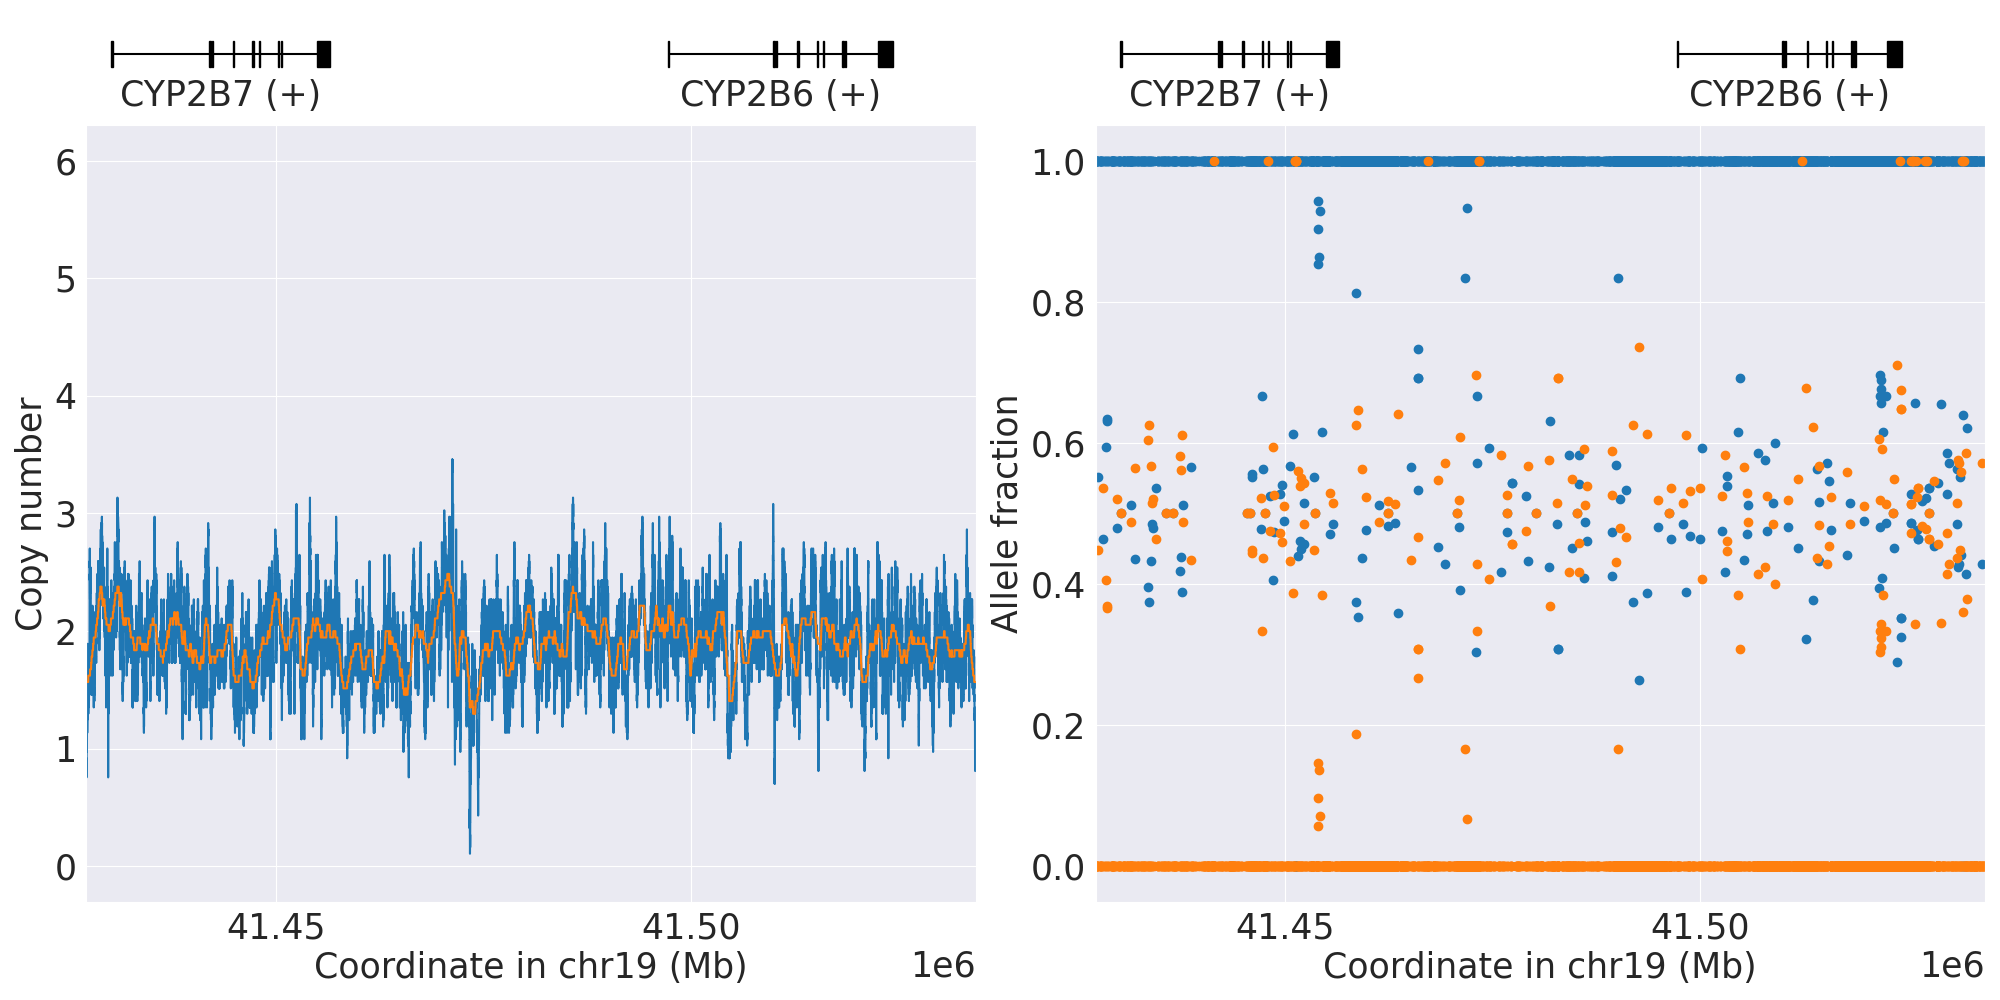 CYP2B7 (+)
CYP2B6 (+)
6
5
4
3
2
1
0
Copy number
41.45
41.50
Coordinate in chr19 (Mb)
1e6
CYP2B7 (+)
CYP2B6 (+)
1.0
0.8
0.6
0.4
0.2
0.0
Allele fraction
41.45
41.50
Coordinate in chr19 (Mb)
1e6